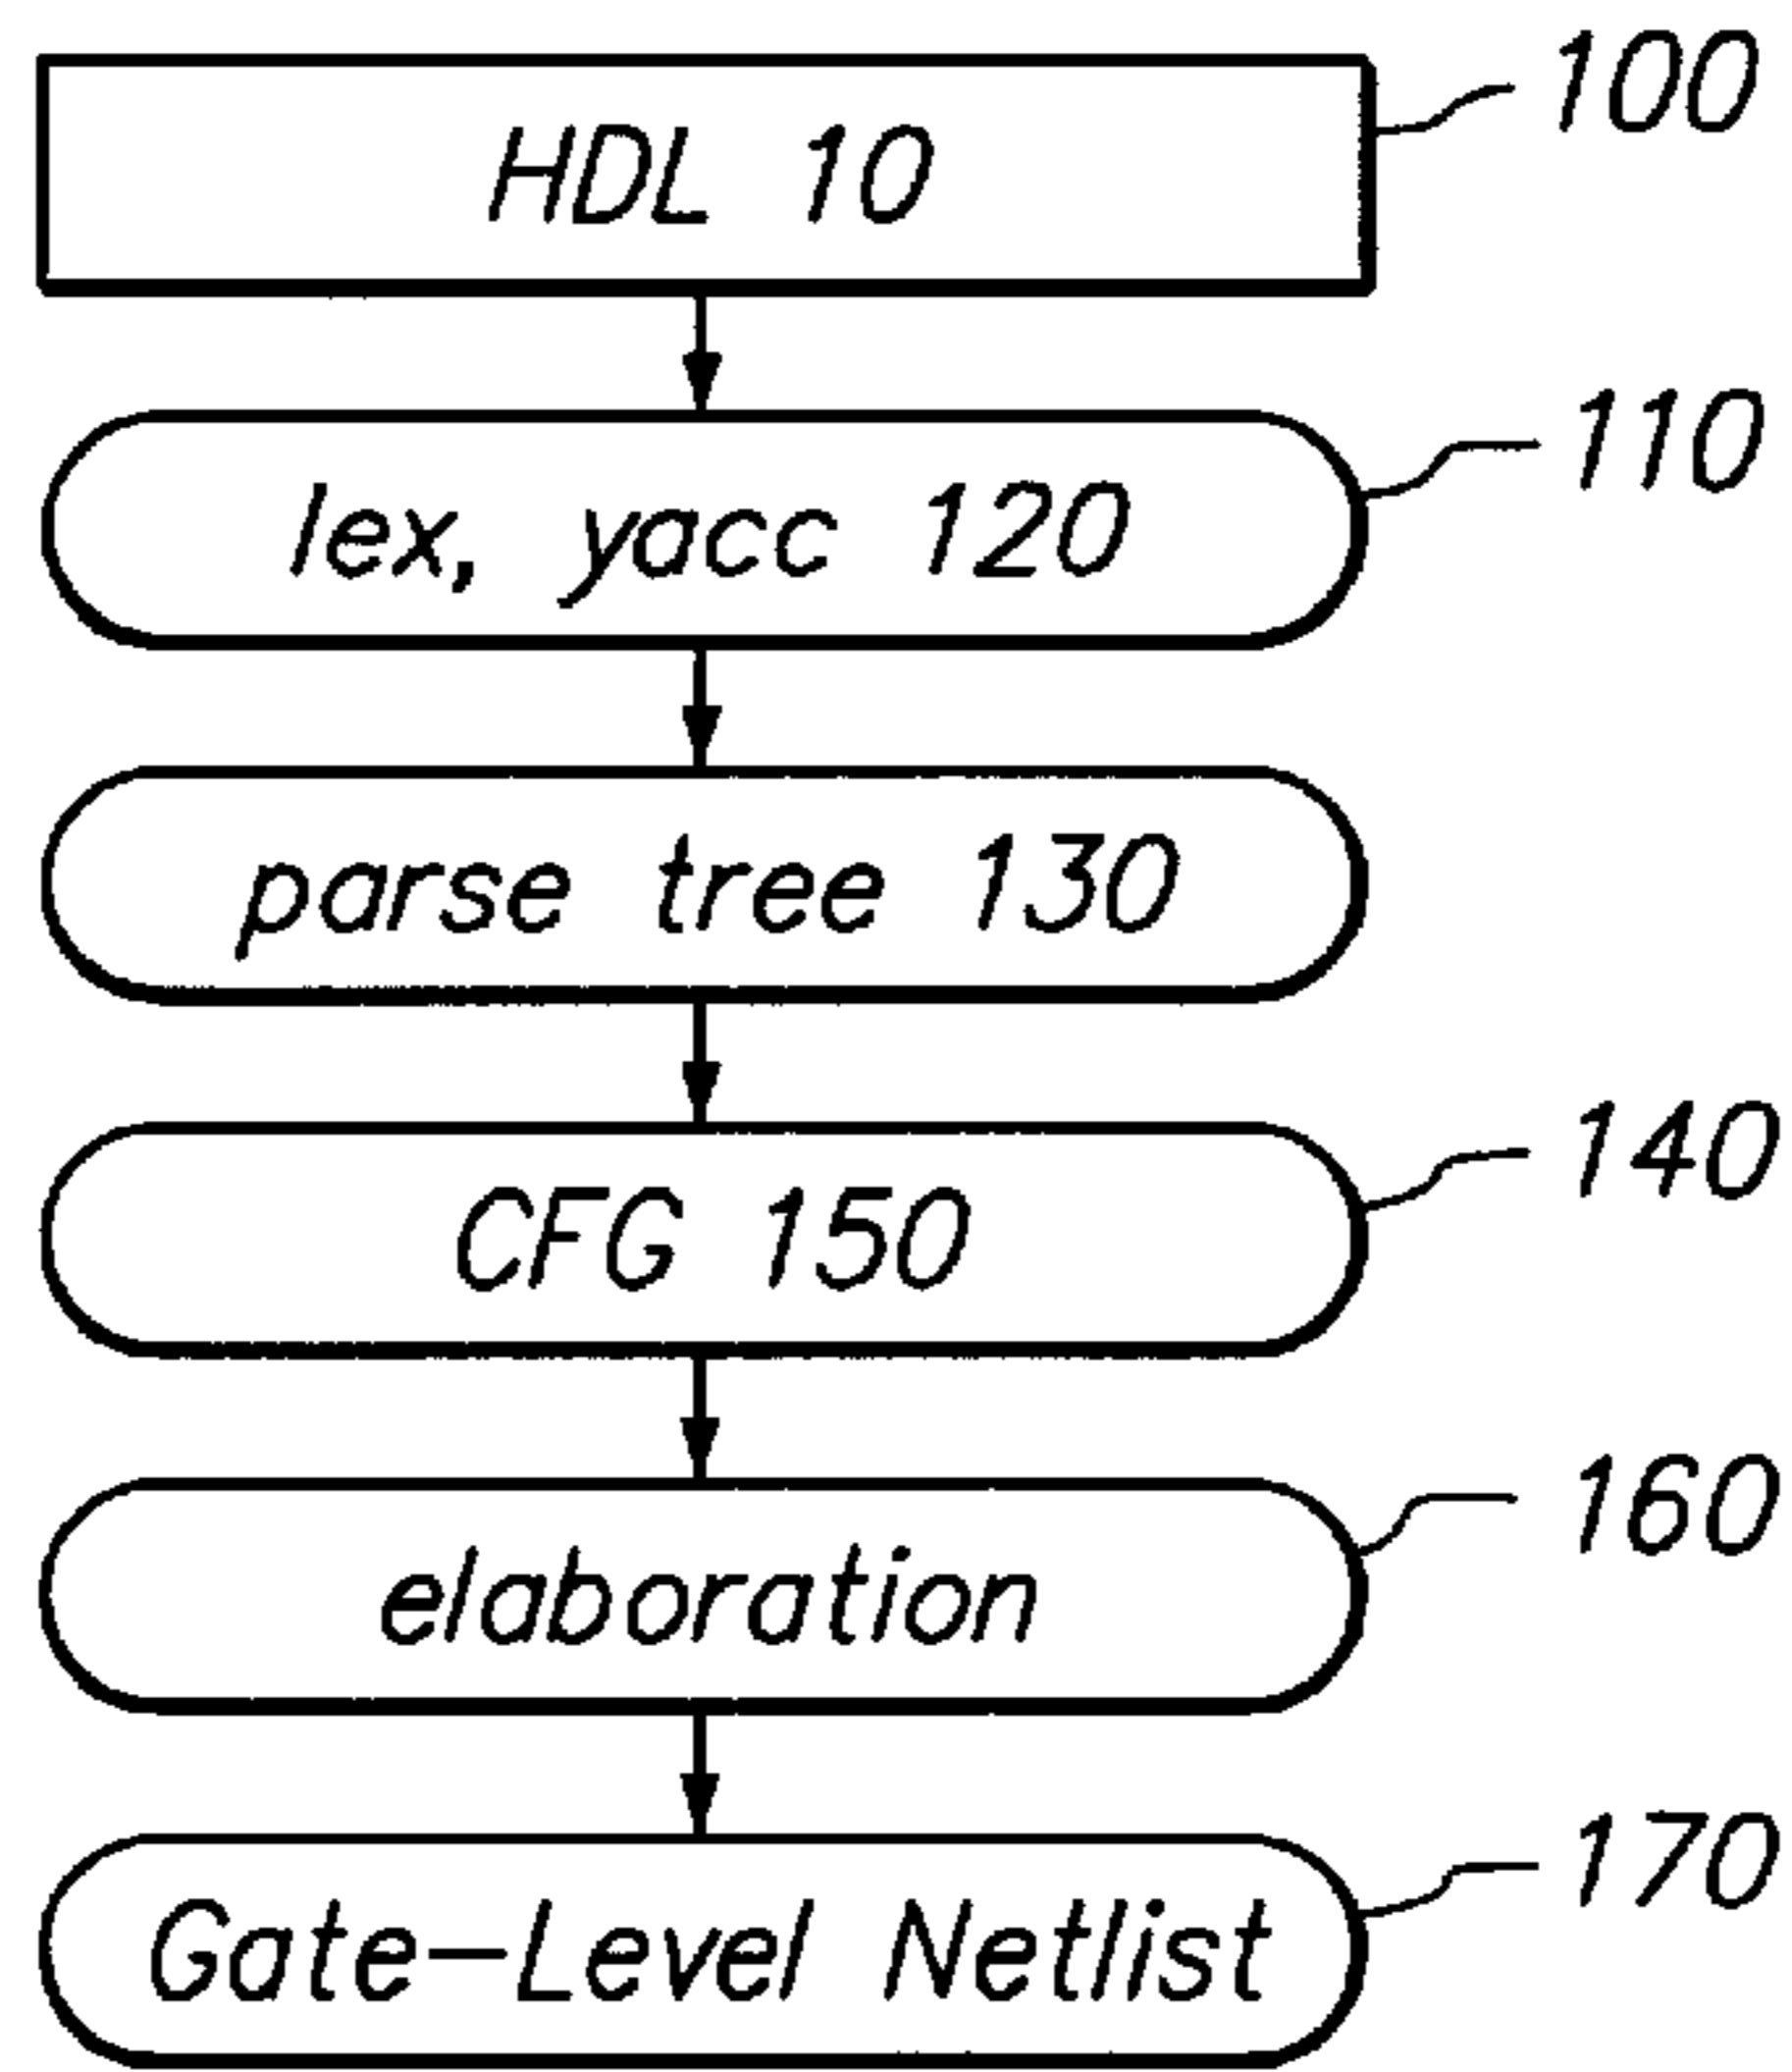 100
HDL 10
110
lex, yacc 120
parse tree 130
140
CFG 150
160
elaboration
170
Gate-Level Netlist